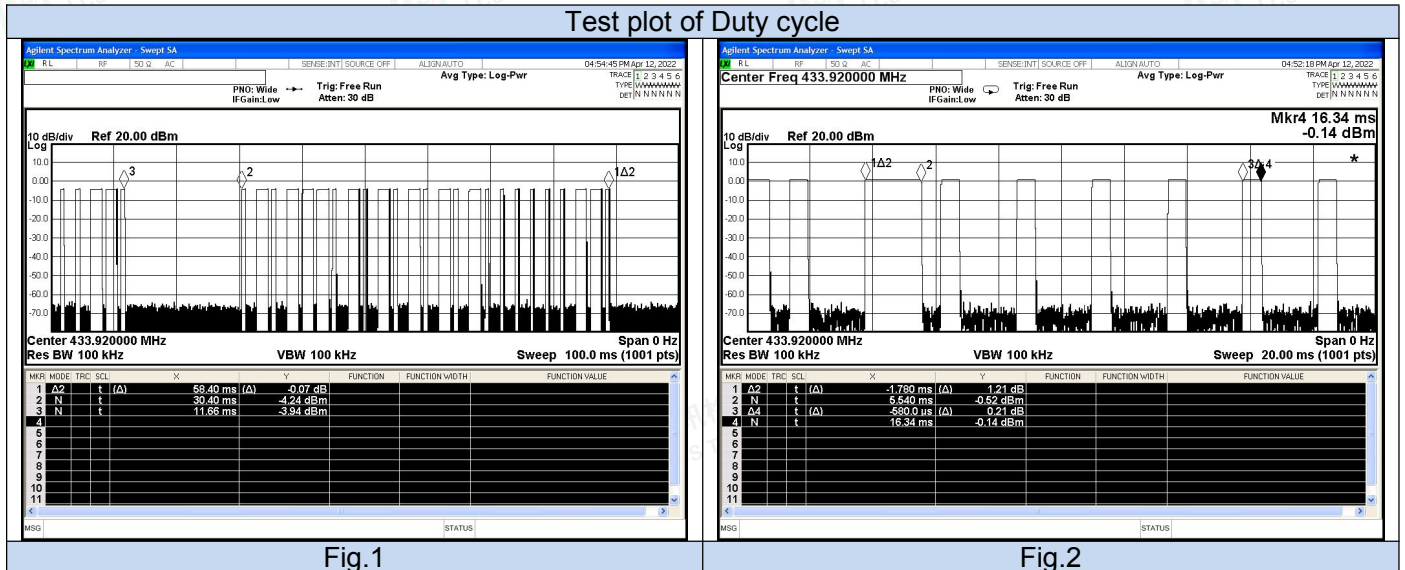 Test plot of Duty cycle
Agilent Spectrum Analyzer - Swept SA
RL RF 50 Ω AC SENSE:INT SOURCE OFF ALIGN AUTO 04:54:45 PM Apr 12, 2022
Avg Type: Log-Pwr
TRACE 1 2 3 4 5 6
TYPE WWWWWW
DET N N N N N N
PNO: Wide
IFGain:Low
Trig: Free Run
Atten: 30 dB
10 dB/div Ref 20.00 dBm
Log
10.0
0.00
-10.0
-20.0
-30.0
-40.0
-50.0
-60.0
-70.0
3
2
1Δ2
Center 433.920000 MHz Span 0 Hz
Res BW 100 kHz VBW 100 kHz Sweep 100.0 ms (1001 pts)
MKR MODE TRC SCL X Y FUNCTION FUNCTION WIDTH FUNCTION VALUE
1 Δ2 t (Δ) 58.40 ms (Δ) -0.07 dB
2 N t 30.40 ms -4.24 dBm
3 N t 11.66 ms -3.94 dBm
4
5
6
7
8
9
10
11
MSG STATUS
Fig.1
Agilent Spectrum Analyzer - Swept SA
RL RF 50 Ω AC SENSE:INT SOURCE OFF ALIGN AUTO 04:52:18 PM Apr 12, 2022
Center Freq 433.920000 MHz
Avg Type: Log-Pwr
TRACE 1 2 3 4 5 6
TYPE WWWWWW
DET N N N N N N
PNO: Wide
IFGain:Low
Trig: Free Run
Atten: 30 dB
Mkr4 16.34 ms
-0.14 dBm
10 dB/div Ref 20.00 dBm
Log
10.0
0.00
-10.0
-20.0
-30.0
-40.0
-50.0
-60.0
-70.0
1Δ2
2
3Δ4
*
Center 433.920000 MHz Span 0 Hz
Res BW 100 kHz VBW 100 kHz Sweep 20.00 ms (1001 pts)
MKR MODE TRC SCL X Y FUNCTION FUNCTION WIDTH FUNCTION VALUE
1 Δ2 t (Δ) -1.780 ms (Δ) 1.21 dB
2 N t 5.540 ms -0.52 dBm
3 Δ4 t (Δ) -580.0 us (Δ) 0.21 dB
4 N t 16.34 ms -0.14 dBm
5
6
7
8
9
10
11
MSG STATUS
Fig.2